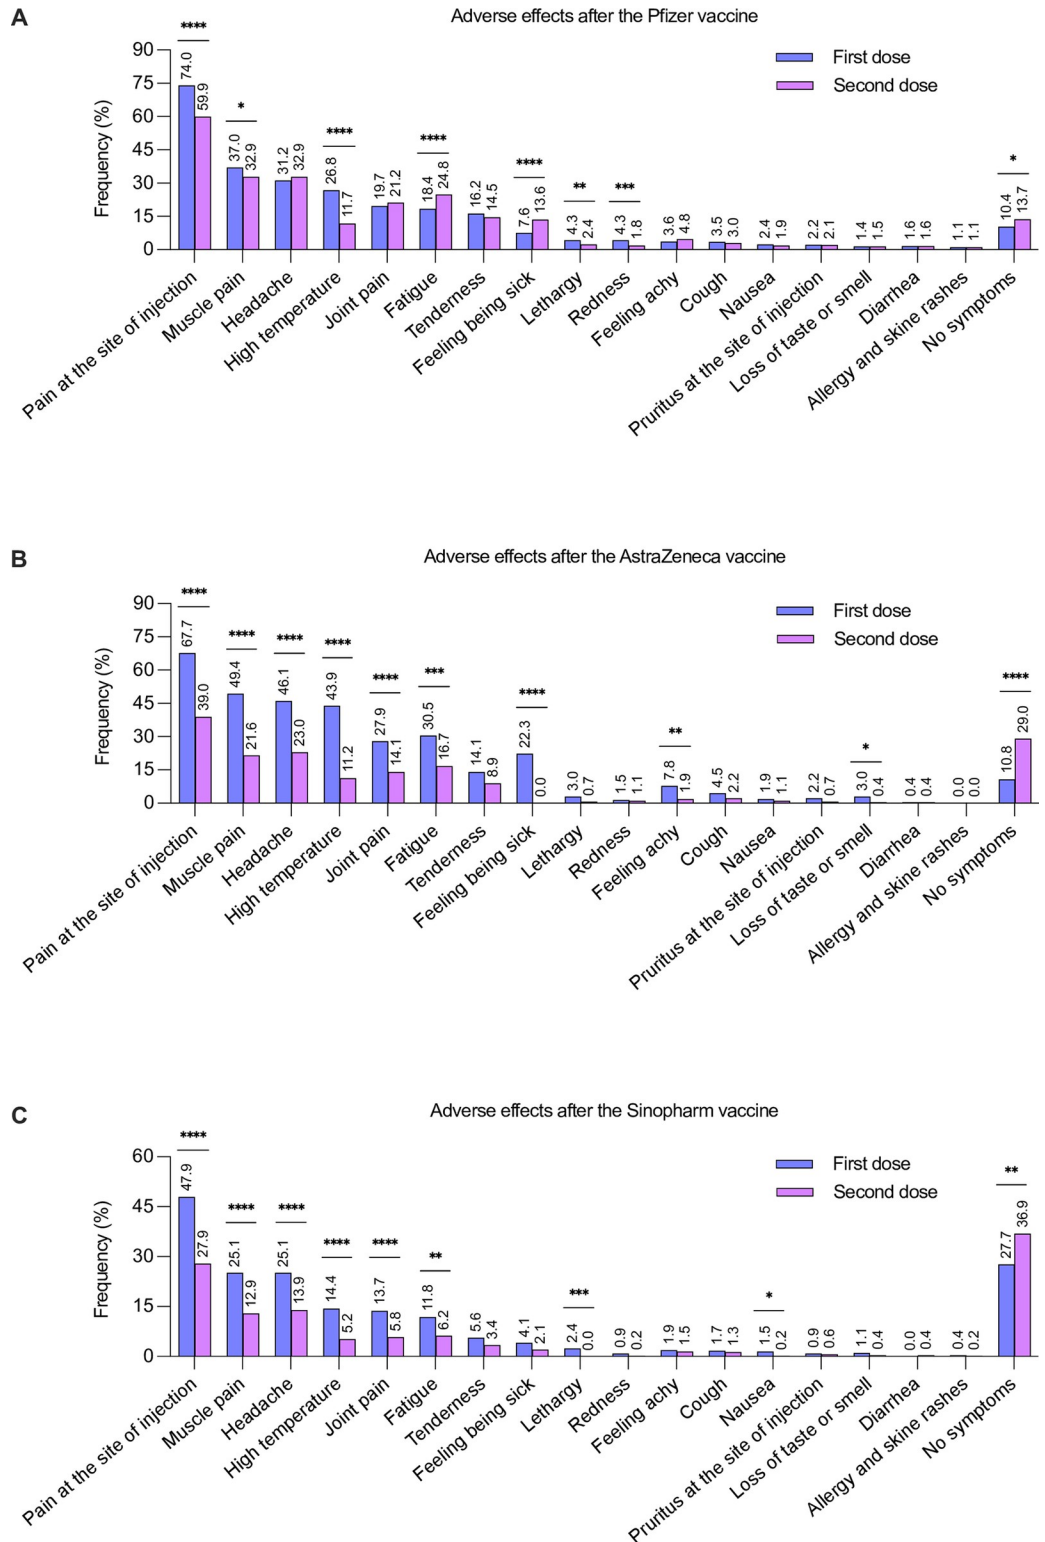 A
Adverse effects after the Pfizer vaccine
First dose
Second dose
Frequency (%)
90
75
60
45
30
15
0
**** * **** **** **** ** *** *
74.0 59.9 37.0 32.9 31.2 32.9 26.8 11.7 19.7 21.2 18.4 24.8 16.2 14.5 7.6 13.6 4.3 2.4 4.3 1.8 3.6 4.8 3.5 3.0 2.4 1.9 2.2 2.1 1.4 1.5 1.6 1.6 1.1 1.1 10.4 13.7
Pain at the site of injection
Muscle pain
Headache
High temperature
Joint pain
Fatigue
Tenderness
Feeling being sick
Lethargy
Redness
Feeling achy
Cough
Nausea
Pruritus at the site of injection
Loss of taste or smell
Diarrhea
Allergy and skine rashes
No symptoms
B
Adverse effects after the AstraZeneca vaccine
First dose
Second dose
Frequency (%)
90
75
60
45
30
15
0
**** **** **** **** **** *** **** ** * ****
67.7 39.0 49.4 21.6 46.1 23.0 43.9 11.2 27.9 14.1 30.5 16.7 14.1 8.9 22.3 0.0 3.0 0.7 1.5 1.1 7.8 1.9 4.5 2.2 1.9 1.1 2.2 0.7 3.0 0.4 0.4 0.4 0.0 0.0 10.8 29.0
Pain at the site of injection
Muscle pain
Headache
High temperature
Joint pain
Fatigue
Tenderness
Feeling being sick
Lethargy
Redness
Feeling achy
Cough
Nausea
Pruritus at the site of injection
Loss of taste or smell
Diarrhea
Allergy and skine rashes
No symptoms
C
Adverse effects after the Sinopharm vaccine
First dose
Second dose
Frequency (%)
60
45
30
15
0
**** **** **** **** **** ** *** * **
47.9 27.9 25.1 12.9 25.1 13.9 14.4 5.2 13.7 5.8 11.8 6.2 5.6 3.4 4.1 2.1 2.4 0.0 0.9 0.2 1.9 1.5 1.7 1.3 1.5 0.2 0.9 0.6 1.1 0.4 0.0 0.4 0.4 0.2 27.7 36.9
Pain at the site of injection
Muscle pain
Headache
High temperature
Joint pain
Fatigue
Tenderness
Feeling being sick
Lethargy
Redness
Feeling achy
Cough
Nausea
Pruritus at the site of injection
Loss of taste or smell
Diarrhea
Allergy and skine rashes
No symptoms